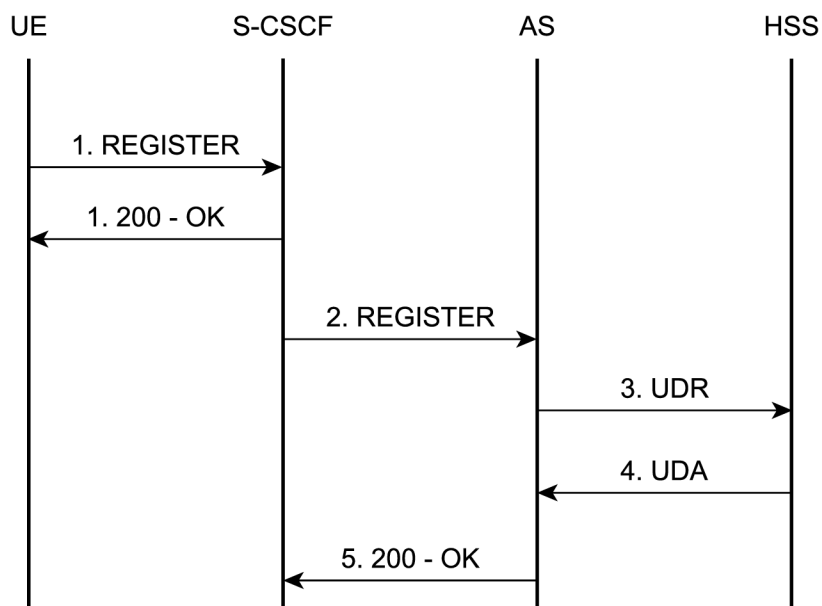 UE S-CSCF AS HSS
1. REGISTER
1. 200 - OK
2. REGISTER
3. UDR
4. UDA
5. 200 - OK